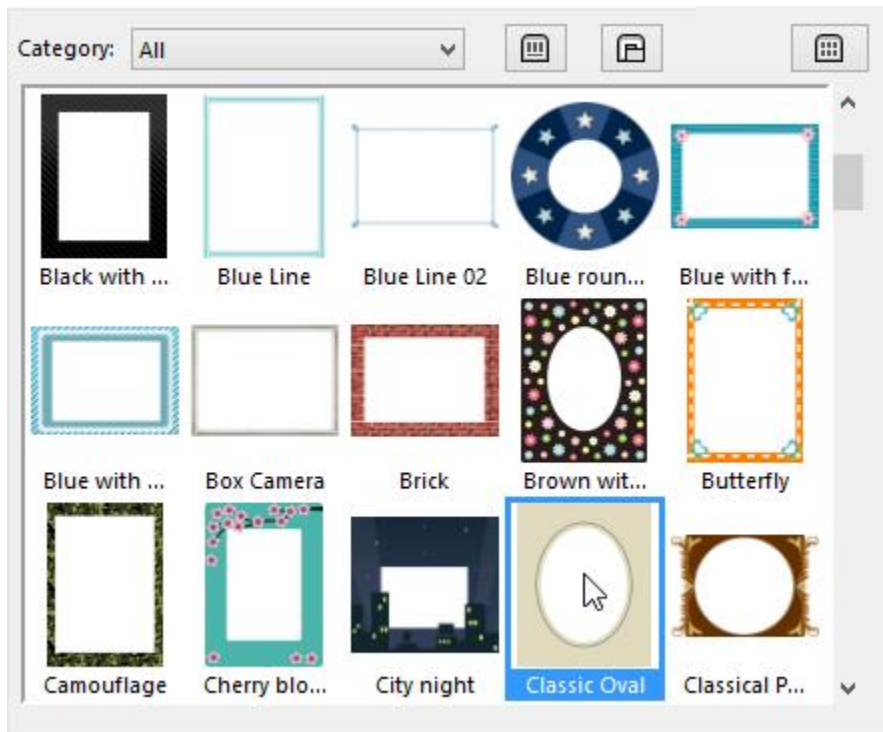 Category: All
Black with ... Blue Line Blue Line 02 Blue roun... Blue with f...
Blue with ... Box Camera Brick Brown wit... Butterfly
Camouflage Cherry blo... City night Classic Oval Classical P...